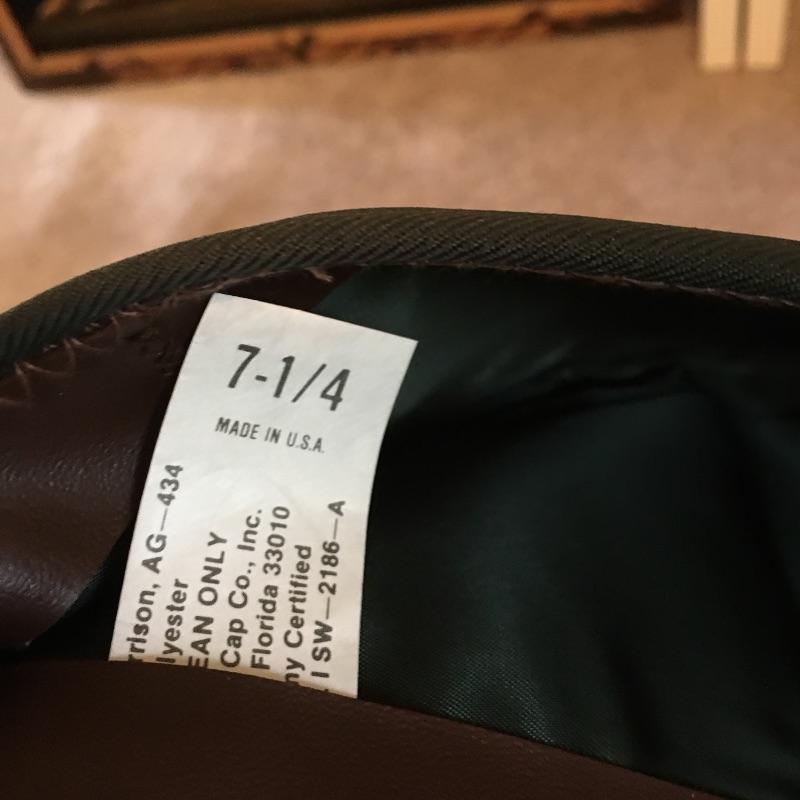 7-1/4
MADE IN U.S.A.
rrison, AG—434
lyester
EAN ONLY
Cap Co., Inc.
Florida 33010
ny Certified
I SW—2186—A